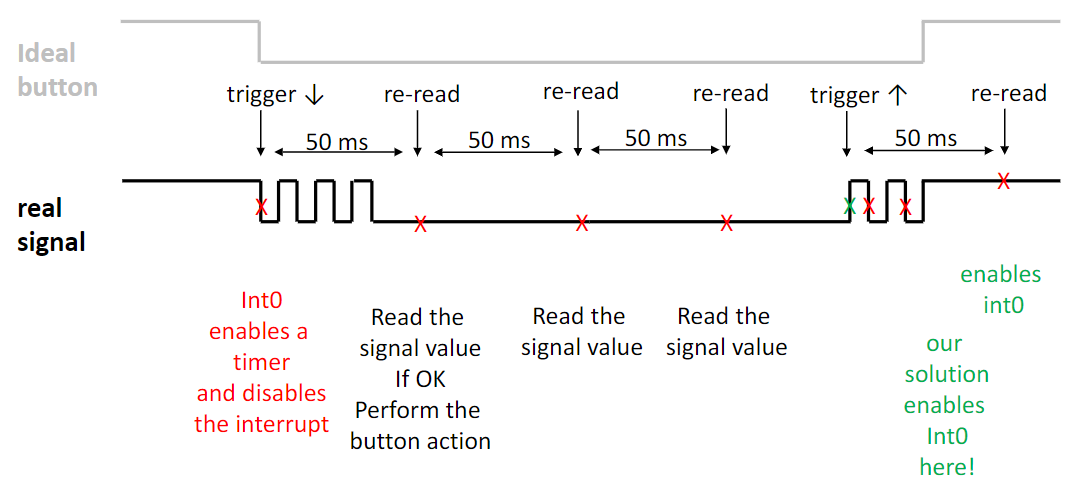 Ideal
button
trigger ↓
re-read
re-read
re-read
trigger ↑
re-read
50 ms
50 ms
50 ms
50 ms
real
signal
X
X
X
X
X
X
X
X
Int0
enables a
timer
and disables
the interrupt
Read the
signal value
If OK
Perform the
button action
Read the
signal value
Read the
signal value
enables
int0
our
solution
enables
Int0
here!